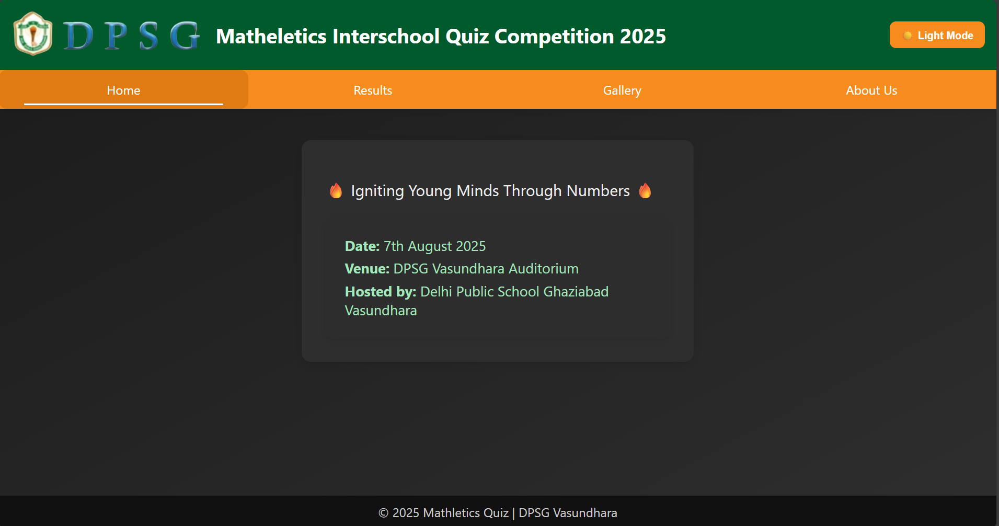 DPSG
Matheletics Interschool Quiz Competition 2025
☀️ Light Mode
Home
Results
Gallery
About Us
🔥 Igniting Young Minds Through Numbers 🔥
Date: 7th August 2025
Venue: DPSG Vasundhara Auditorium
Hosted by: Delhi Public School Ghaziabad
Vasundhara
© 2025 Mathletics Quiz | DPSG Vasundhara